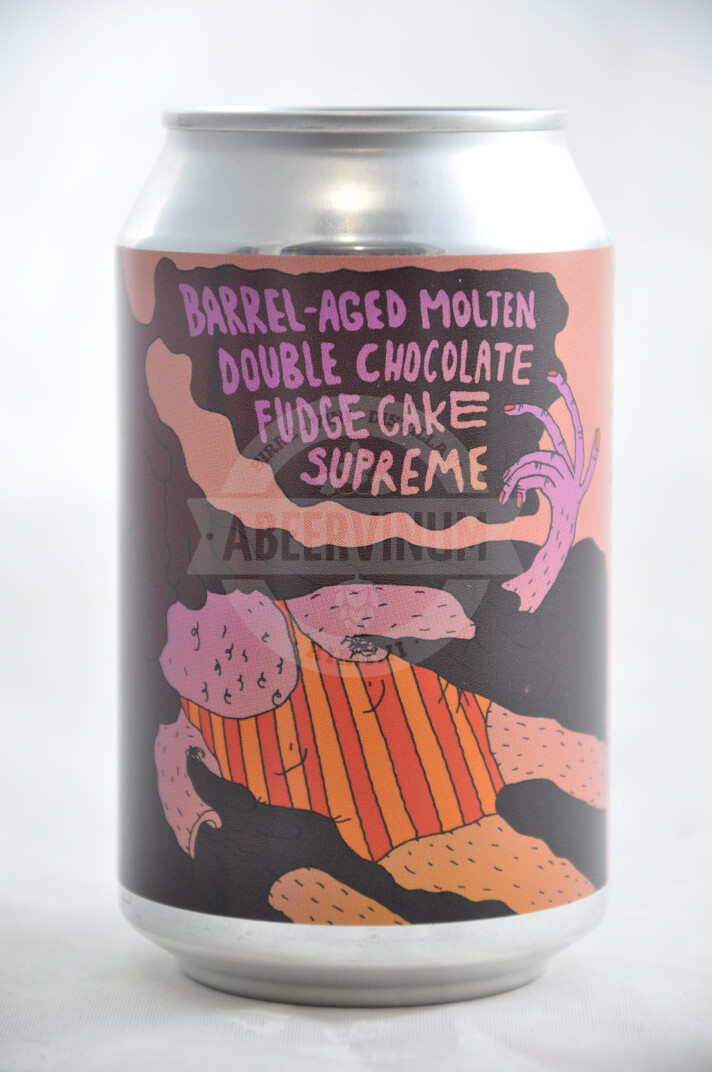 BARREL-AGED MOLTEN
DOUBLE CHOCOLATE
FUDGE CAKE
SUPREME
ABEERVINUM